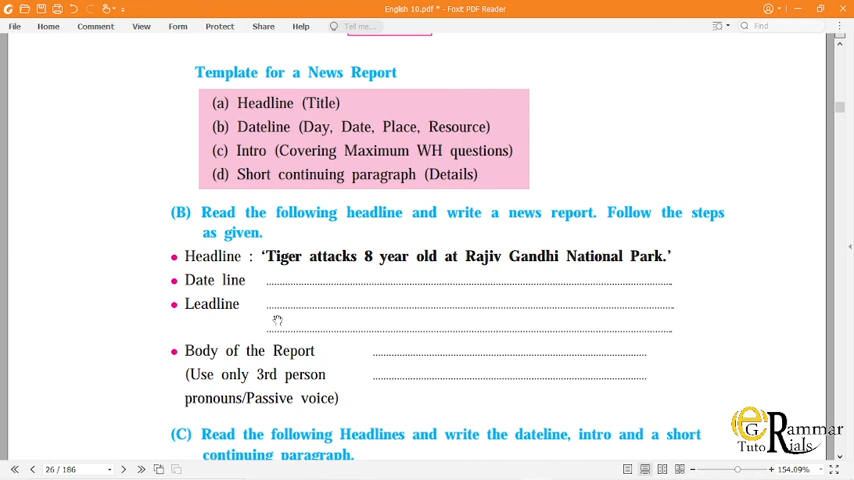 English 10.pdf * - Foxit PDF Reader
File Home Comment View Form Protect Share Help Tell me... Find
Template for a News Report
(a) Headline (Title)
(b) Dateline (Day, Date, Place, Resource)
(c) Intro (Covering Maximum WH questions)
(d) Short continuing paragraph (Details)
(B) Read the following headline and write a news report. Follow the steps
as given.
• Headline : ‘Tiger attacks 8 year old at Rajiv Gandhi National Park.’
• Date line
• Leadline
• Body of the Report
(Use only 3rd person
pronouns/Passive voice)
(C) Read the following Headlines and write the dateline, intro and a short
continuing paragraph.
eGRammar
TutoRials
26 / 186
154.09%